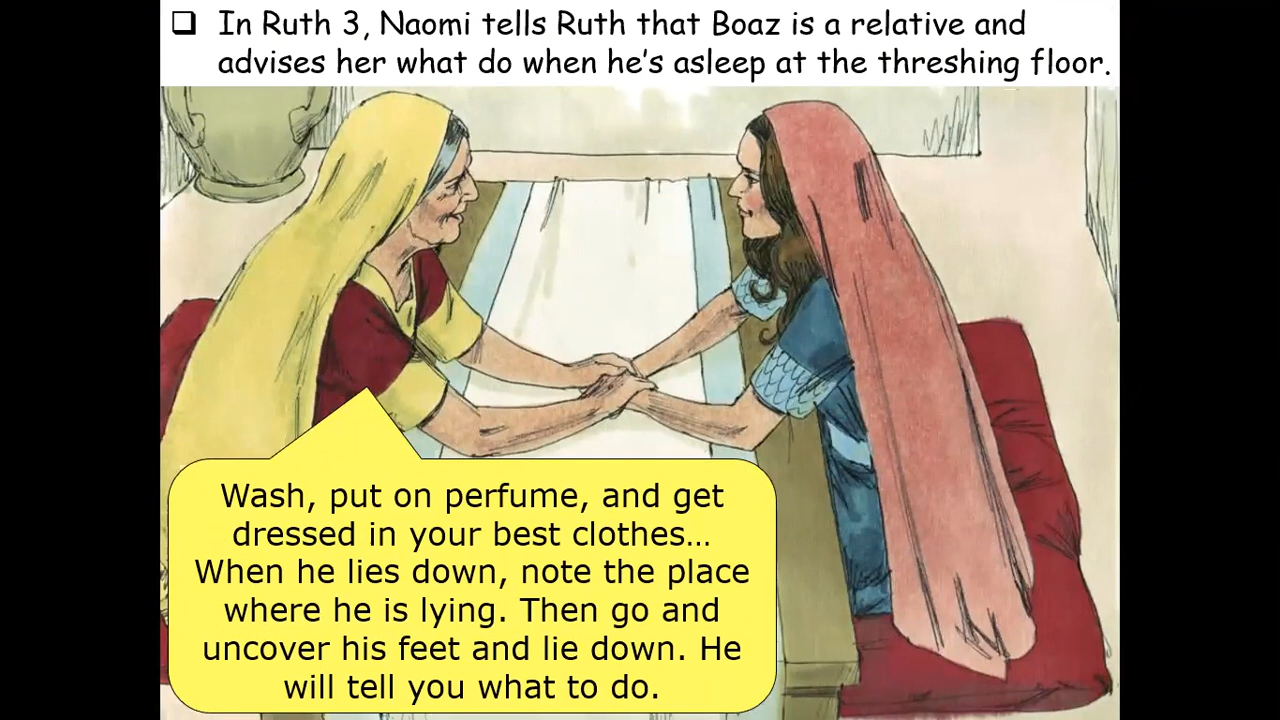 ❑ In Ruth 3, Naomi tells Ruth that Boaz is a relative and
advises her what do when he's asleep at the threshing floor.
Wash, put on perfume, and get
dressed in your best clothes…
When he lies down, note the place
where he is lying. Then go and
uncover his feet and lie down. He
will tell you what to do.